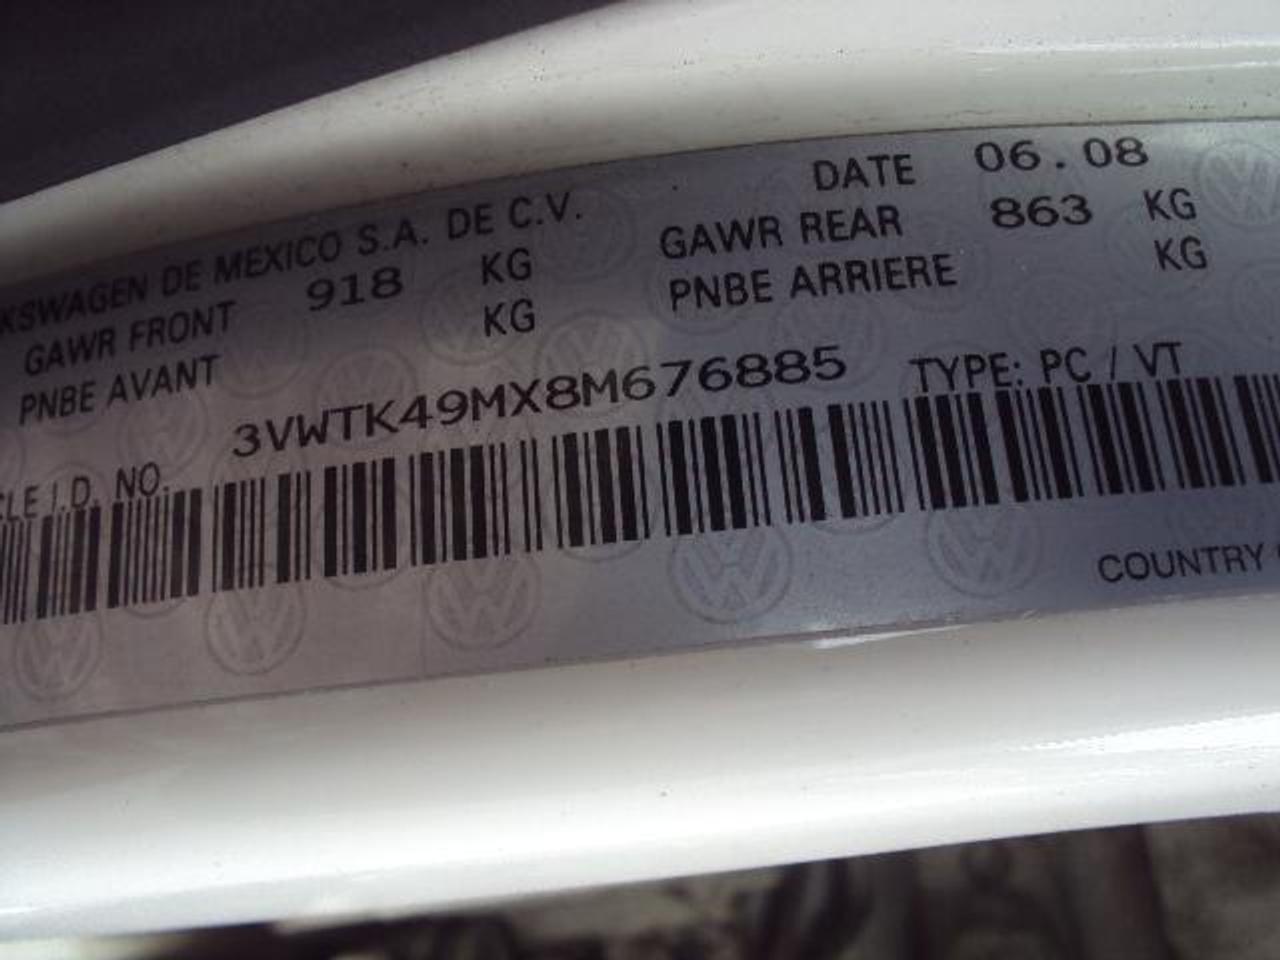 KSWAGEN DE MEXICO S.A. DE C.V. DATE 06.08
GAWR FRONT 918 KG GAWR REAR 863 KG
PNBE AVANT KG PNBE ARRIERE KG
CLE I.D. NO. 3VWTK49MX8M676885 TYPE: PC / VT
COUNTRY